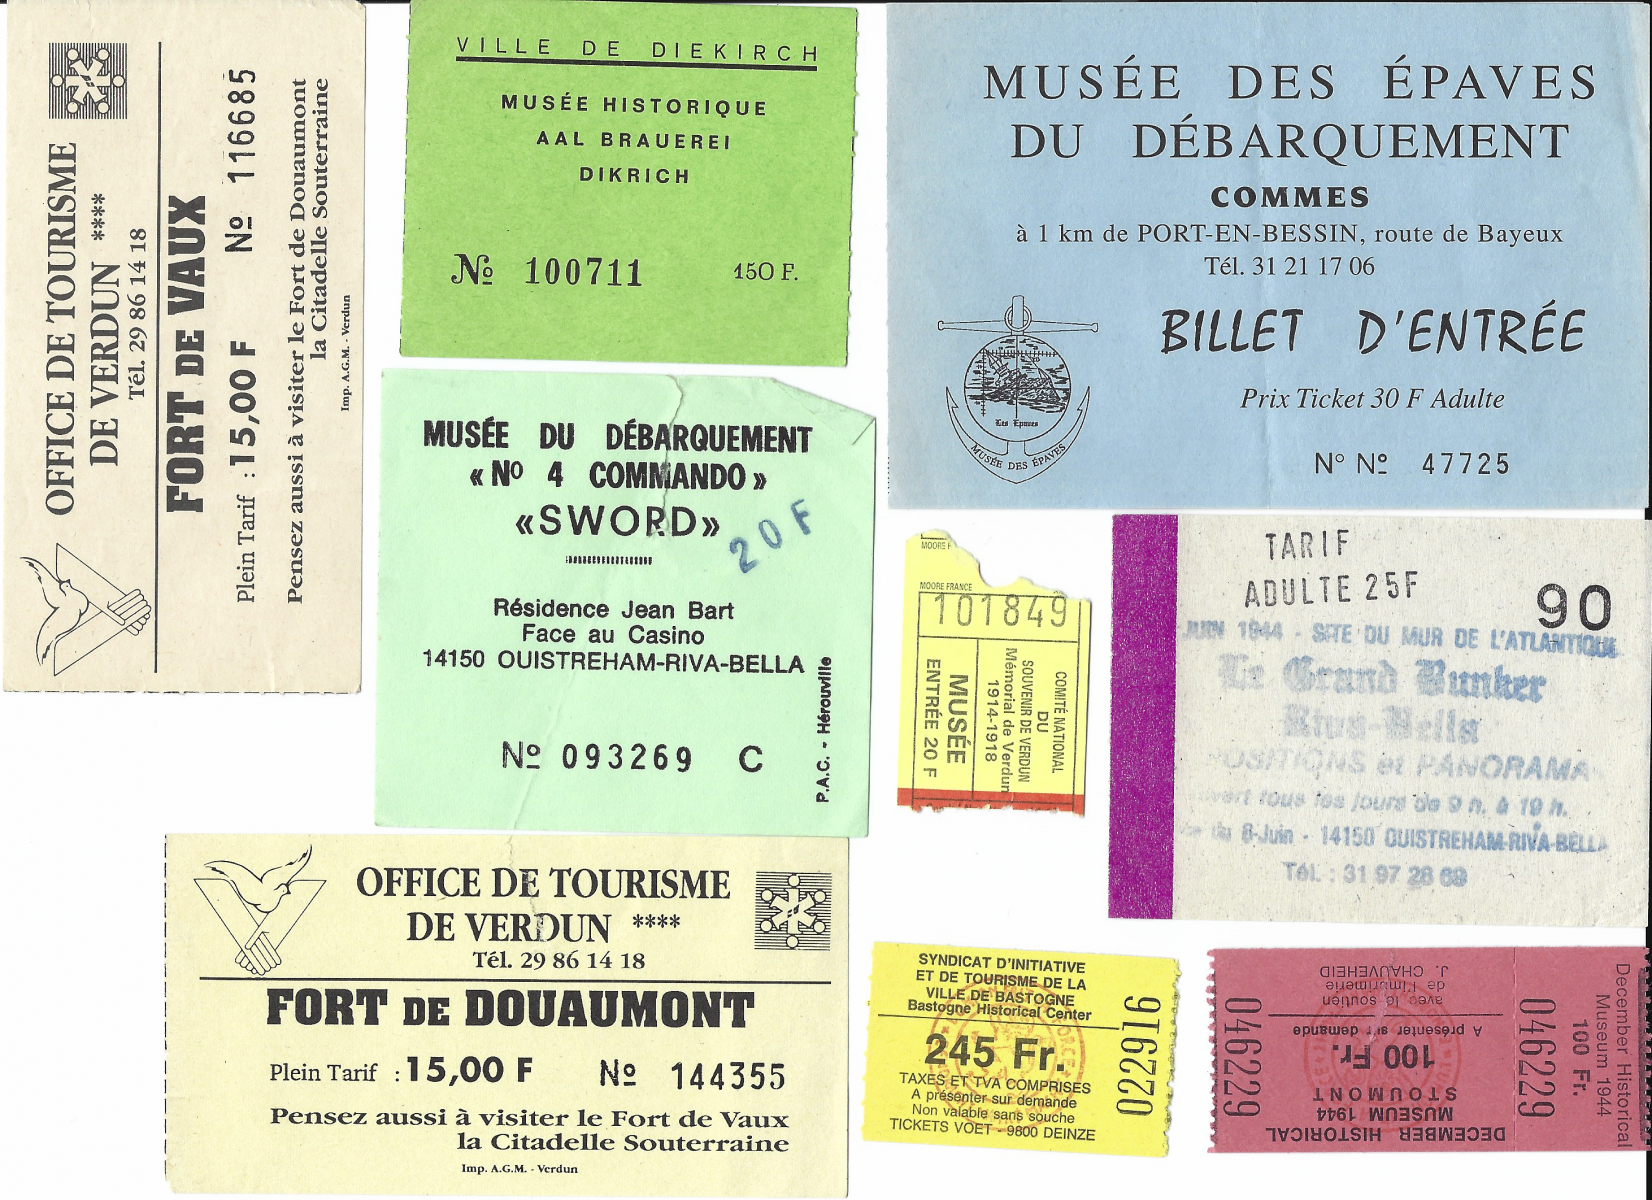 OFFICE DE TOURISME
DE VERDUN ****
Tél. 29 86 14 18
FORT DE VAUX
Plein Tarif : 15,00 F Nº 116685
Pensez aussi à visiter le Fort de Douaumont
la Citadelle Souterraine
Imp. A.G.M. - Verdun
VILLE DE DIEKIRCH
MUSÉE HISTORIQUE
AAL BRAUEREI
DIKRICH
Nº 100711 150 F.
MUSÉE DES ÉPAVES
DU DÉBARQUEMENT
COMMES
à 1 km de PORT-EN-BESSIN, route de Bayeux
Tél. 31 21 17 06
BILLET D'ENTRÉE
Prix Ticket 30 F Adulte
N° Nº 47725
Les Epaves
MUSÉE DES ÉPAVES
MUSÉE DU DÉBARQUEMENT
« Nº 4 COMMANDO »
«SWORD»
20 F
Résidence Jean Bart
Face au Casino
14150 OUISTREHAM-RIVA-BELLA
Nº 093269 C
P.A.C. - Hérouville
MOORE F
MOORE FRANCE
101849
COMITÉ NATIONAL
DU
SOUVENIR DE VERDUN
Mémorial de Verdun
1914-1918
MUSÉE
ENTRÉE 20 F
TARIF
ADULTE 25F
90
JUIN 1944 - SITE DU MUR DE L'ATLANTIQUE
Le Grand Bunker
Riva-Bella
POSITIONS et PANORAMA
vert tous les jours de 9 h. à 19 h.
du 6-Juin - 14150 OUISTREHAM-RIVA-BELLA
Tél. : 31 97 28 69
OFFICE DE TOURISME
DE VERDUN ****
Tél. 29 86 14 18
FORT DE DOUAUMONT
Plein Tarif : 15,00 F Nº 144355
Pensez aussi à visiter le Fort de Vaux
la Citadelle Souterraine
Imp. A.G.M. - Verdun
SYNDICAT D'INITIATIVE
ET DE TOURISME DE LA
VILLE DE BASTOGNE
Bastogne Historical Center
245 Fr.
TAXES ET TVA COMPRISES
A présenter sur demande
Non valable sans souche
TICKETS VOET - 9800 DEINZE
022916
DECEMBER HISTORICAL
MUSEUM 1944
STOUMONT
100 Fr.
A présenter sur demande
avec le soutien
de l'imprimerie
J. CHAUVEHEID
046229
046229
December Historical
Museum 1944
100 Fr.